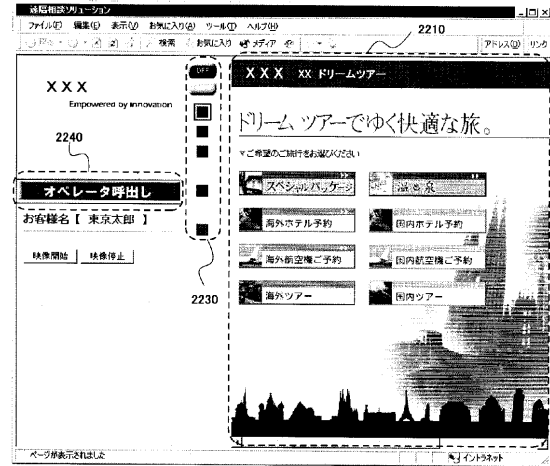 遠隔相談ソリューション
ファイル(F) 編集(E) 表示(V) お気に入り(A) ツール(T) ヘルプ(H)
検索 お気に入り メディア
アドレス(D) リンク
2210
XXX
Empowered by Innovation
2240
オペレータ呼出し
お客様名【 東京太郎 】
映像開始 映像停止
OFF
2230
XXX XX ドリームツアー
ドリーム ツアーでゆく快適な旅。
▼ご希望のご旅行をお選びください
スペシャルパッケージ
海外ホテル予約 国内ホテル予約
海外航空機ご予約 国内航空機ご予約
海外ツアー 国内ツアー
ページが表示されました
イントラネット